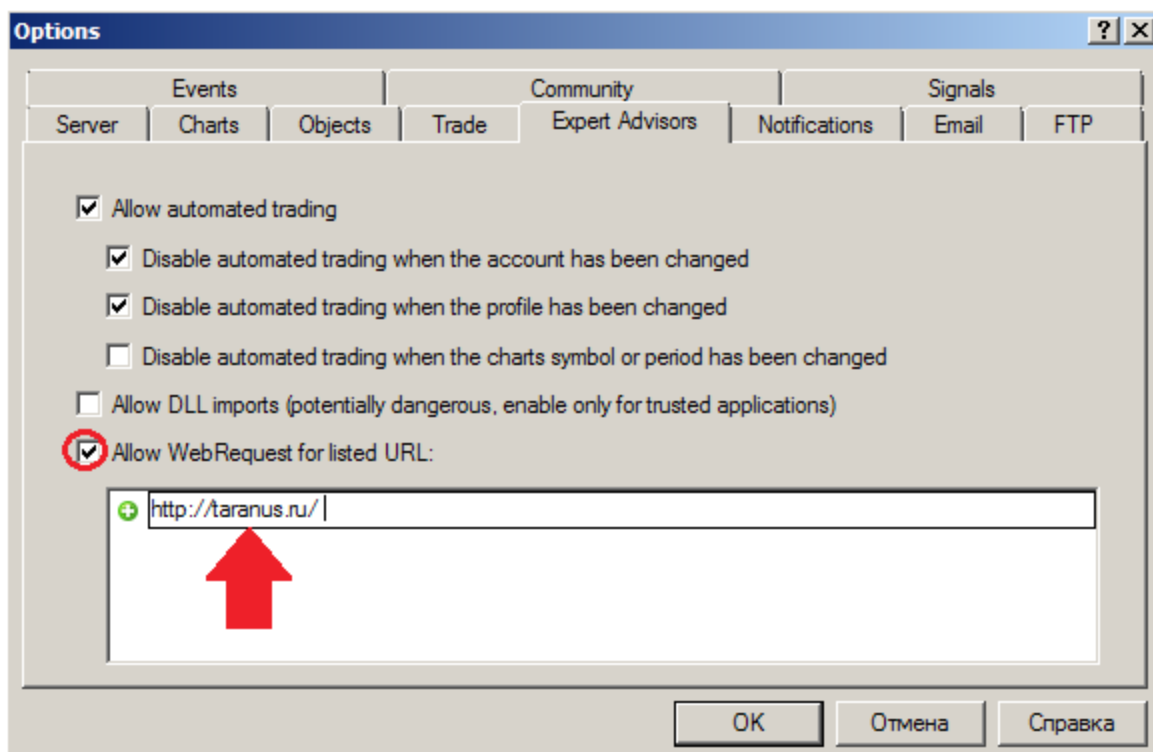 Options
Events Community Signals
Server Charts Objects Trade Expert Advisors Notifications Email FTP
Allow automated trading
Disable automated trading when the account has been changed
Disable automated trading when the profile has been changed
Disable automated trading when the charts symbol or period has been changed
Allow DLL imports (potentially dangerous, enable only for trusted applications)
Allow WebRequest for listed URL:
http://taranus.ru/
OK Отмена Справка